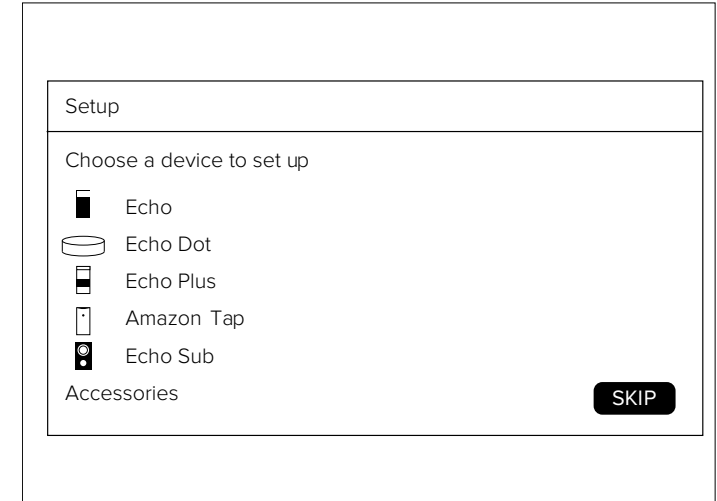 Setup
Choose a device to set up
Echo
Echo Dot
Echo Plus
Amazon Tap
Echo Sub
Accessories
SKIP